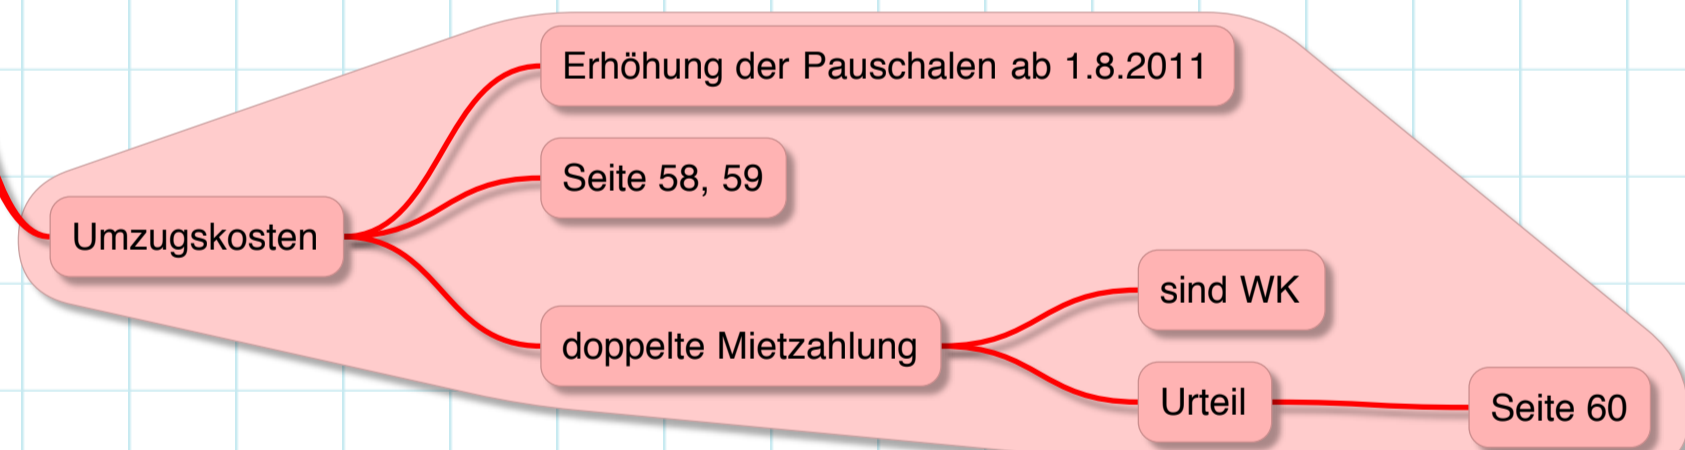 Erhöhung der Pauschalen ab 1.8.2011
Seite 58, 59
Umzugskosten
sind WK
doppelte Mietzahlung
Urteil
Seite 60